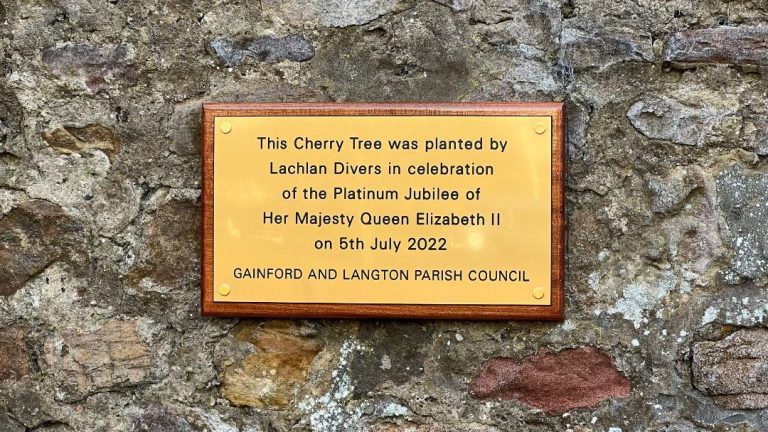 This Cherry Tree was planted by
Lachlan Divers in celebration
of the Platinum Jubilee of
Her Majesty Queen Elizabeth II
on 5th July 2022
GAINFORD AND LANGTON PARISH COUNCIL